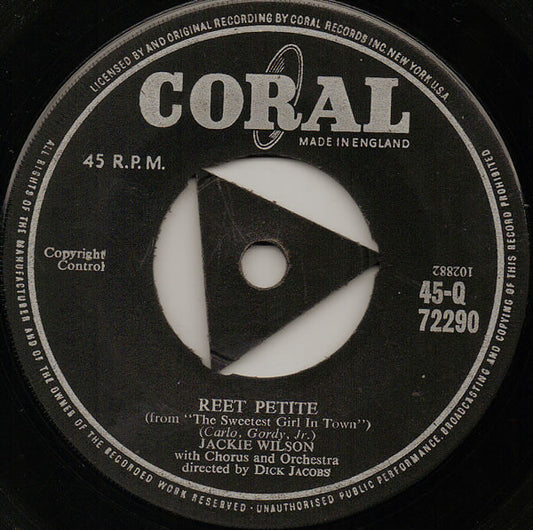 LICENSED BY AND ORIGINAL RECORDING BY CORAL RECORDS INC. NEW YORK U.S.A.
CORAL
MADE IN ENGLAND
45 R.P.M.
Copyright
Control
102882
45-Q
72290
REET PETITE
(from "The Sweetest Girl In Town")
(Carlo, Gordy, Jr.)
JACKIE WILSON
with Chorus and Orchestra
directed by DICK JACOBS
ALL RIGHTS OF THE MANUFACTURER AND OF THE OWNER OF THE RECORDED WORK RESERVED · UNAUTHORISED PUBLIC PERFORMANCE, BROADCASTING AND COPYING OF THIS RECORD PROHIBITED